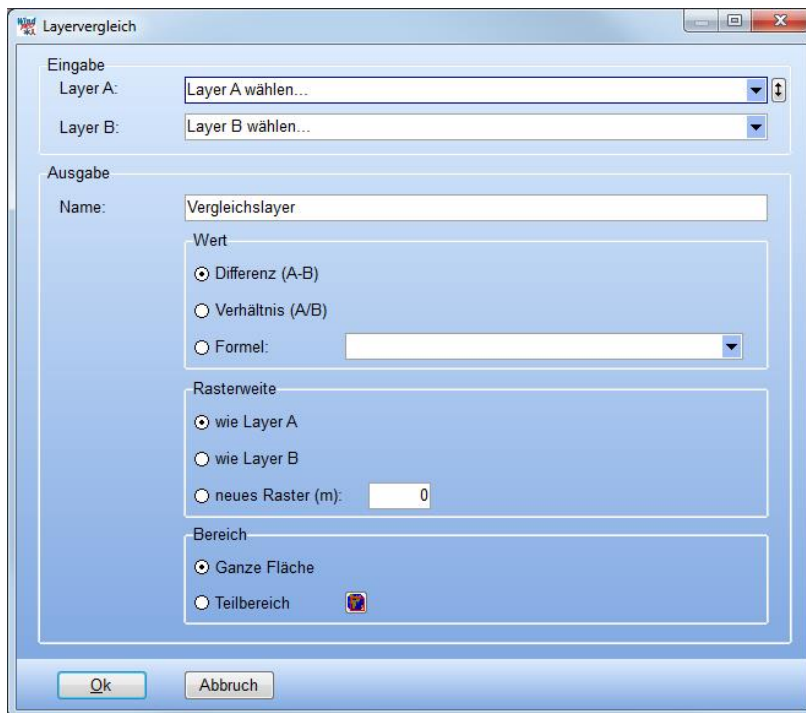 Layervergleich
Eingabe
Layer A: Layer A wählen...
Layer B: Layer B wählen...
Ausgabe
Name: Vergleichslayer
Wert
Differenz (A-B)
Verhältnis (A/B)
Formel:
Rasterweite
wie Layer A
wie Layer B
neues Raster (m): 0
Bereich
Ganze Fläche
Teilbereich
Ok Abbruch